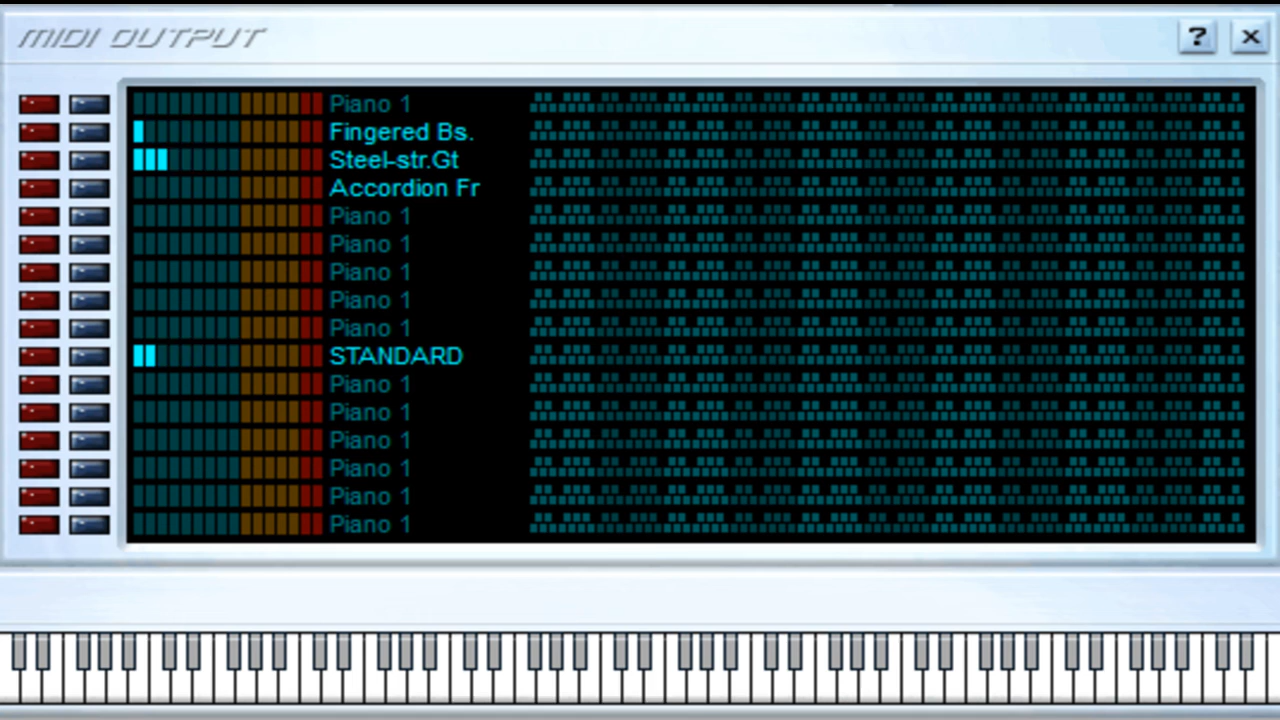 MIDI OUTPUT
? ×
Piano 1
Fingered Bs.
Steel-str.Gt
Accordion Fr
Piano 1
Piano 1
Piano 1
Piano 1
Piano 1
STANDARD
Piano 1
Piano 1
Piano 1
Piano 1
Piano 1
Piano 1